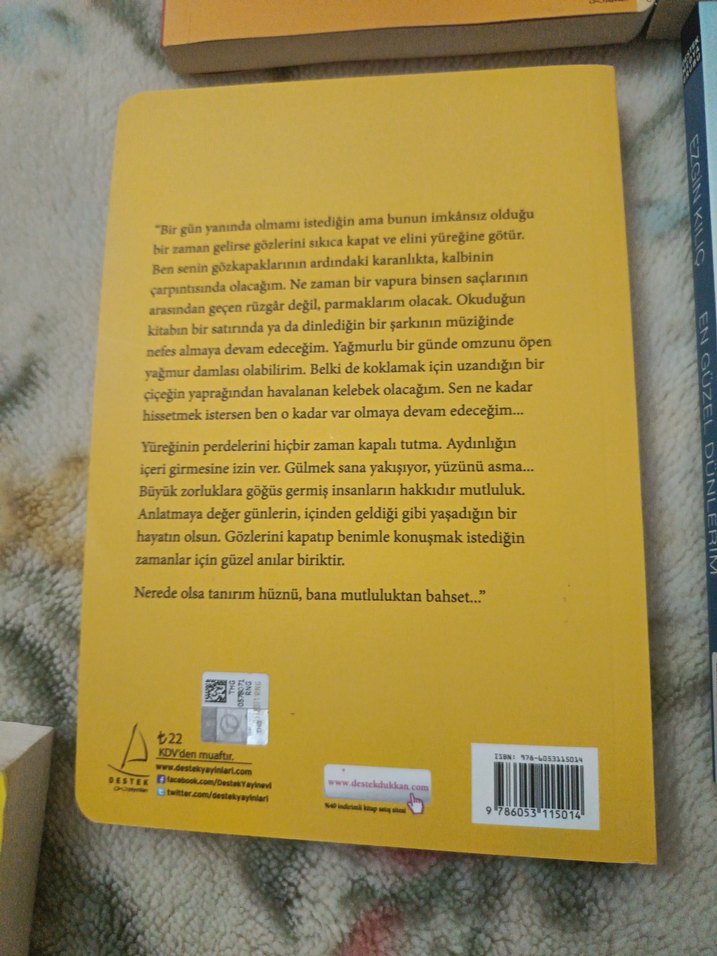 “Bir gün yanında olmamı istediğin ama bunun imkânsız olduğu
bir zaman gelirse gözlerini sıkıca kapat ve elini yüreğine götür.
Ben senin gözkapaklarının ardındaki karanlıkta, kalbinin
çarpıntısında olacağım. Ne zaman bir vapura binsen saçlarının
arasından geçen rüzgâr değil, parmaklarım olacak. Okuduğun
kitabın bir satırında ya da dinlediğin bir şarkının müziğinde
nefes almaya devam edeceğim. Yağmurlu bir günde omzunu öpen
yağmur damlası olabilirim. Belki de koklamak için uzandığın bir
çiçeğin yaprağından havalanan kelebek olacağım. Sen ne kadar
hissetmek istersen ben o kadar var olmaya devam edeceğim...
Yüreğinin perdelerini hiçbir zaman kapalı tutma. Aydınlığın
içeri girmesine izin ver. Gülmek sana yakışıyor, yüzünü asma...
Büyük zorluklara göğüs germiş insanların hakkıdır mutluluk.
Anlatmaya değer günlerin, içinden geldiği gibi yaşadığın bir
hayatın olsun. Gözlerini kapatıp benimle konuşmak istediğin
zamanlar için güzel anılar biriktir.
Nerede olsa tanırım hüznü, bana mutluluktan bahset...”
THG
0578071
RNG
DESTEK
₺22
KDV'den muaftır.
www.destekyayinlari.com
facebook.com/DestekYayinevi
twitter.com/destekyayinlari
www.destekdukkan.com
%40 indirimli kitap satış sitesi
ISBN: 978-6053115014
9 786053 115014
EZGİN KILIÇ EN GÜZEL DÜNLERİM